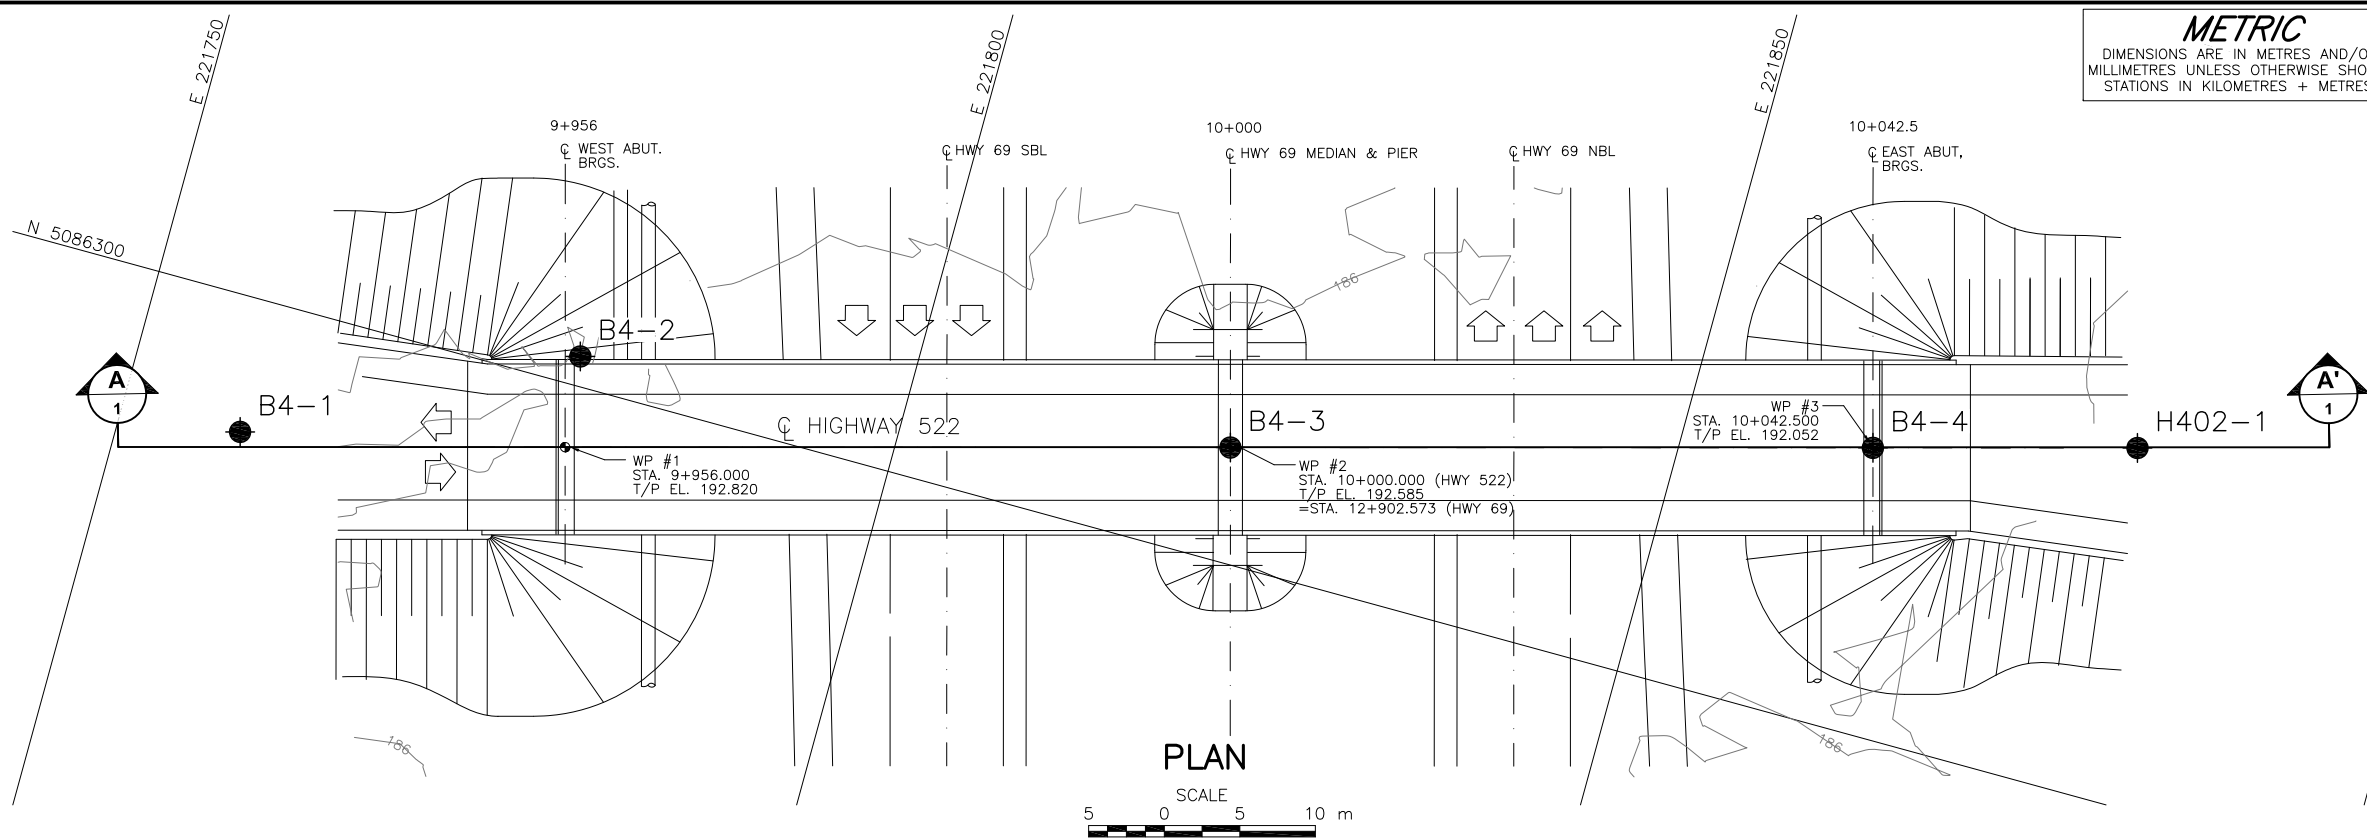 METRIC
DIMENSIONS ARE IN METRES AND/O
MILLIMETRES UNLESS OTHERWISE SHO
STATIONS IN KILOMETRES + METRES
E 221750
E 221800
E 221850
N 5086300
9+956
℄ WEST ABUT.
BRGS.
℄ HWY 69 SBL
10+000
℄ HWY 69 MEDIAN & PIER
℄ HWY 69 NBL
10+042.5
℄ EAST ABUT,
BRGS.
186
B4-2
A
1
B4-1
℄ HIGHWAY 522
B4-3
WP #3
STA. 10+042.500
T/P EL. 192.052
B4-4
H402-1
A'
1
WP #1
STA. 9+956.000
T/P EL. 192.820
WP #2
STA. 10+000.000 (HWY 522)
T/P EL. 192.585
=STA. 12+902.573 (HWY 69)
186
186
PLAN
SCALE
5 0 5 10 m